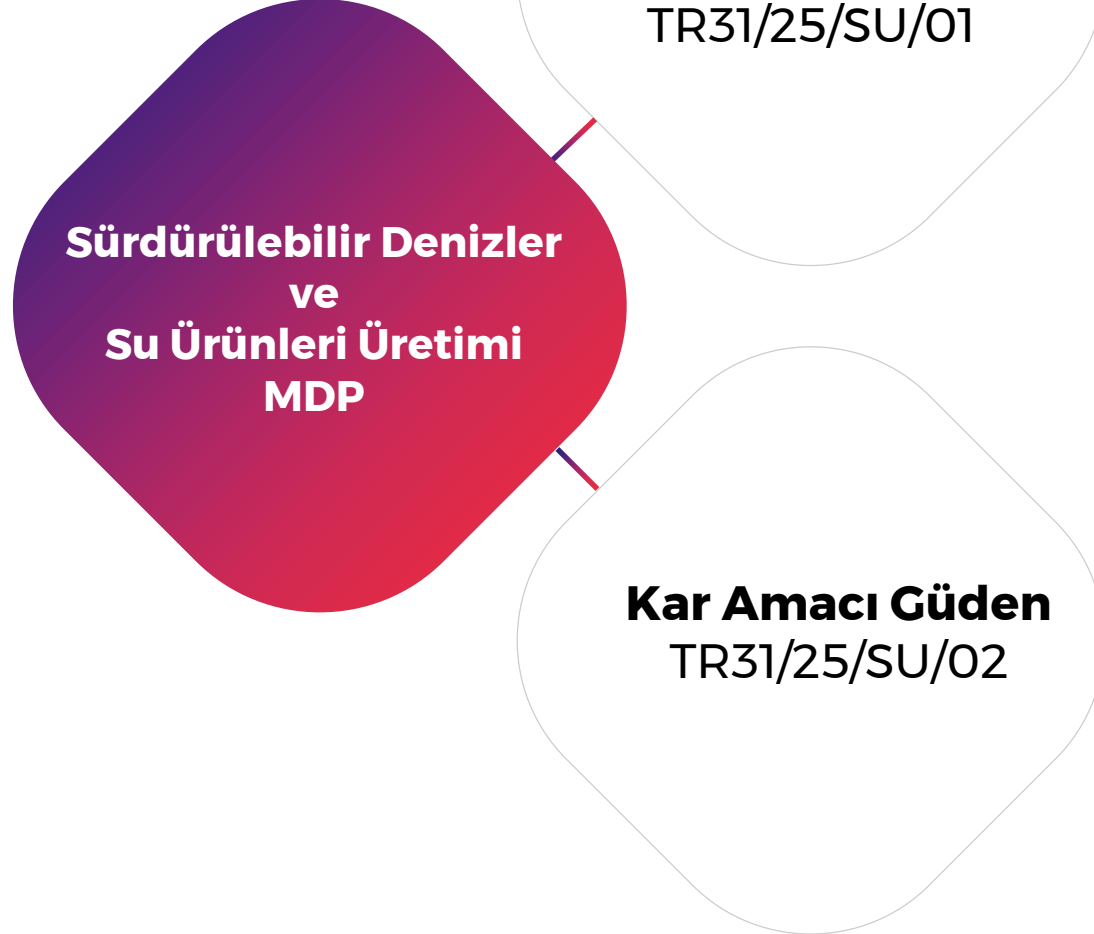 TR31/25/SU/01
Sürdürülebilir Denizler
ve
Su Ürünleri Üretimi
MDP
Kar Amacı Güden
TR31/25/SU/02